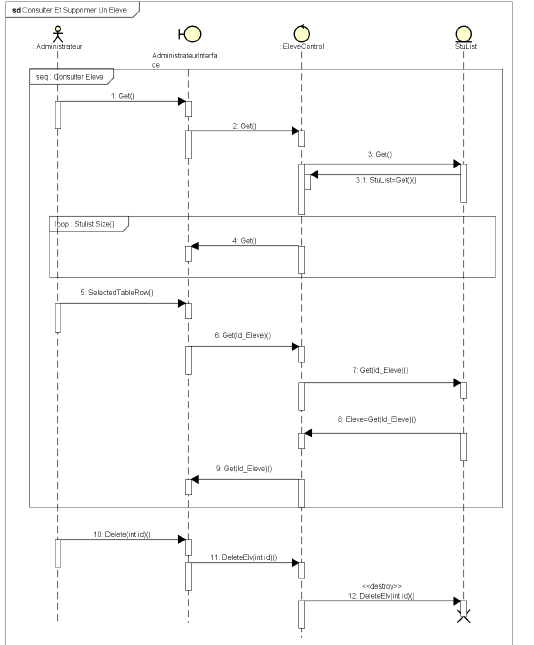 sd Consulter Et Supprimer Un Eleve
: Administrateur
:
AdministrateurInterfa
ce
: EleveControl
: StuList
seq : Consulter Eleve
1: Get()
2: Get()
3: Get()
3.1: StuList=Get()()
loop : Stulist.Size()
4: Get()
5: SelectedTableRow()
6: Get(Id_Eleve)()
7: Get(Id_Eleve)()
8: Eleve=Get(Id_Eleve)()
9: Get(Id_Eleve)()
10: Delete(int id)()
11: DeleteElv(int id)()
<<destroy>>
12: DeleteElv(int id)()